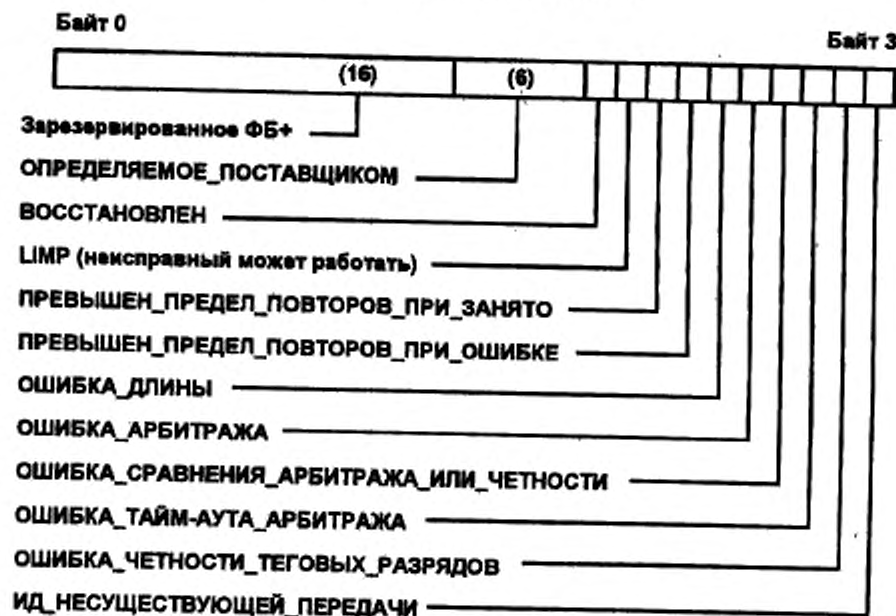 Байт 0
Байт 3
(16)
(6)
Зарезервированное ФБ+
ОПРЕДЕЛЯЕМОЕ_ПОСТАВЩИКОМ
ВОССТАНОВЛЕН
LIMP (неисправный может работать)
ПРЕВЫШЕН_ПРЕДЕЛ_ПОВТОРОВ_ПРИ_ЗАНЯТО
ПРЕВЫШЕН_ПРЕДЕЛ_ПОВТОРОВ_ПРИ_ОШИБКЕ
ОШИБКА_ДЛИНЫ
ОШИБКА_АРБИТРАЖА
ОШИБКА_СРАВНЕНИЯ_АРБИТРАЖА_ИЛИ_ЧЕТНОСТИ
ОШИБКА_ТАЙМ-АУТА_АРБИТРАЖА
ОШИБКА_ЧЕТНОСТИ_ТЕГОВЫХ_РАЗРЯДОВ
ИД_НЕСУЩЕСТВУЮЩЕЙ_ПЕРЕДАЧИ